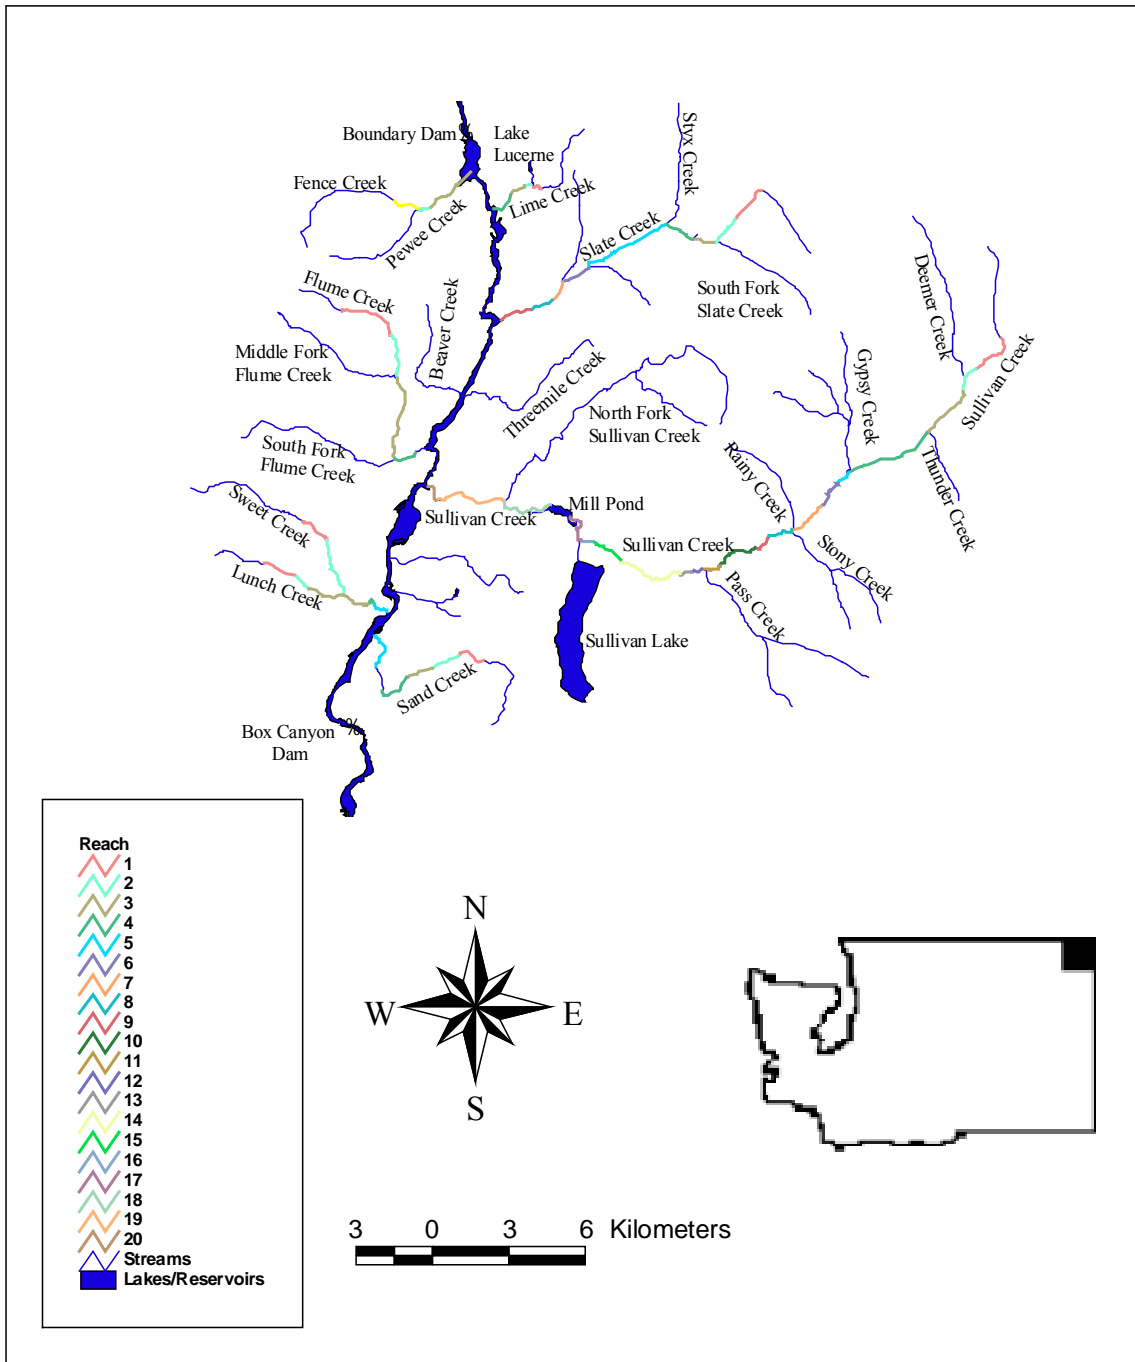 Boundary Dam
%
Lake
Lucerne
Styx Creek
Fence Creek
Pewee Creek
Lime Creek
Slate Creek
South Fork
Slate Creek
Deemer Creek
Flume Creek
Beaver Creek
Middle Fork
Flume Creek
Threemile Creek
Gypsy Creek
Sullivan Creek
North Fork
Sullivan Creek
South Fork
Flume Creek
Rainy Creek
Thunder Creek
Sweet Creek
Sullivan Creek
Mill Pond
Sullivan Creek
Stony Creek
Lunch Creek
Pass Creek
Sullivan Lake
Sand Creek
Box Canyon
Dam
%
Reach
1
2
3
4
5
6
7
8
9
10
11
12
13
14
15
16
17
18
19
20
Streams
Lakes/Reservoirs
N
W
E
S
3 0 3 6 Kilometers